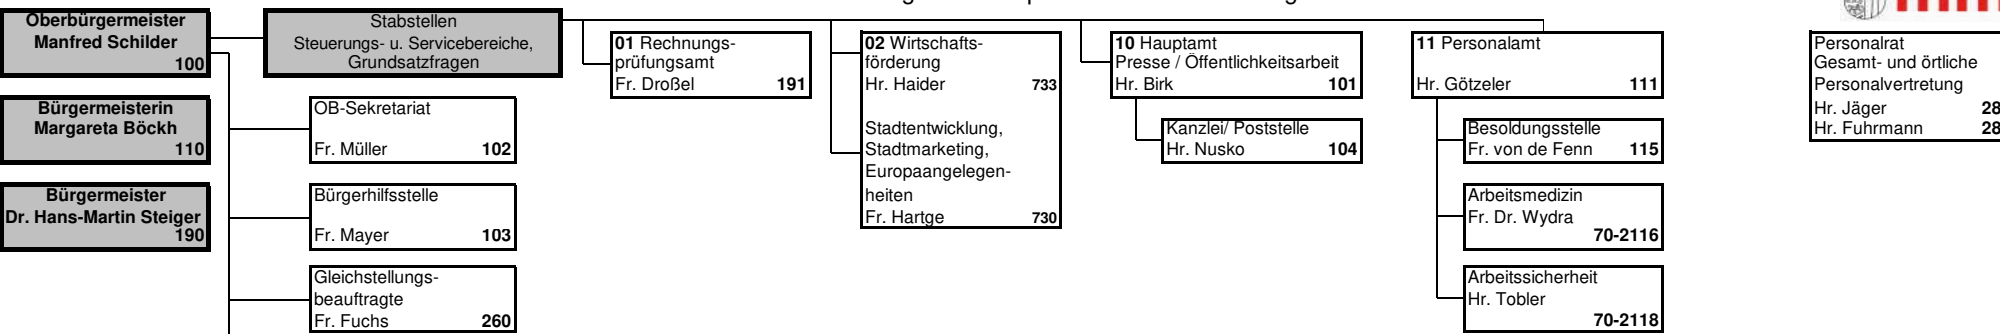 Oberbürgermeister
Manfred Schilder
100
Bürgermeisterin
Margareta Böckh
110
Bürgermeister
Dr. Hans-Martin Steiger
190
Stabstellen
Steuerungs- u. Servicebereiche,
Grundsatzfragen
OB-Sekretariat
Fr. Müller 102
Bürgerhilfsstelle
Fr. Mayer 103
Gleichstellungs-
beauftragte
Fr. Fuchs 260
01 Rechnungs-
prüfungsamt
Fr. Droßel 191
02 Wirtschafts-
förderung
Hr. Haider 733
Stadtentwicklung,
Stadtmarketing,
Europaangelegen-
heiten
Fr. Hartge 730
10 Hauptamt
Presse / Öffentlichkeitsarbeit
Hr. Birk 101
Kanzlei/ Poststelle
Hr. Nusko 104
11 Personalamt
Hr. Götzeler 111
Besoldungsstelle
Fr. von de Fenn 115
Arbeitsmedizin
Fr. Dr. Wydra
70-2116
Arbeitssicherheit
Hr. Tobler
70-2118
Personalrat
Gesamt- und örtliche
Personalvertretung
Hr. Jäger 28
Hr. Fuhrmann 28